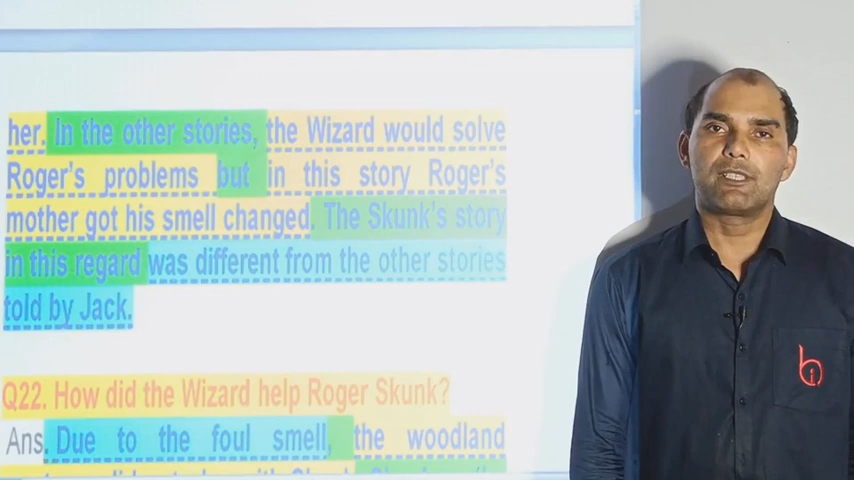 her. In the other stories, the Wizard would solve
Roger's problems but in this story Roger's
mother got his smell changed. The Skunk's story
in this regard was different from the other stories
told by Jack.
Q22. How did the Wizard help Roger Skunk?
Ans. Due to the foul smell, the woodland